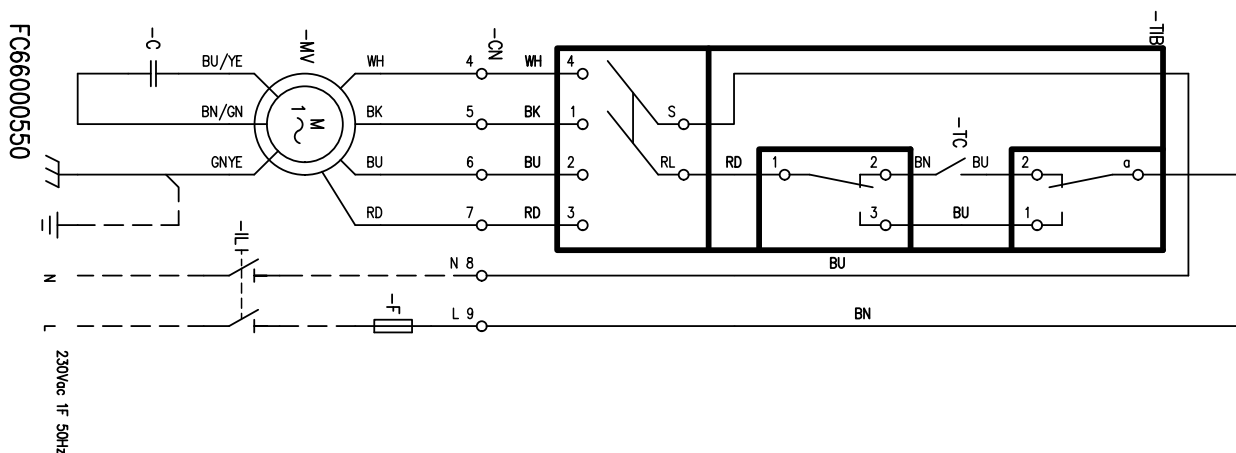 FC66000550
-C
BU/YE
-MV
WH
4
-CN
WH
4
-TIB
BN/GN
M
1
BK
5
BK
1
S
-TC
GNYE
BU
6
BU
2
RL
RD
1
2
BN
BU
2
a
RD
7
RD
3
3
BU
1
-IL
N
N 8
BU
-F
L
L 9
BN
230Vac 1F 50Hz